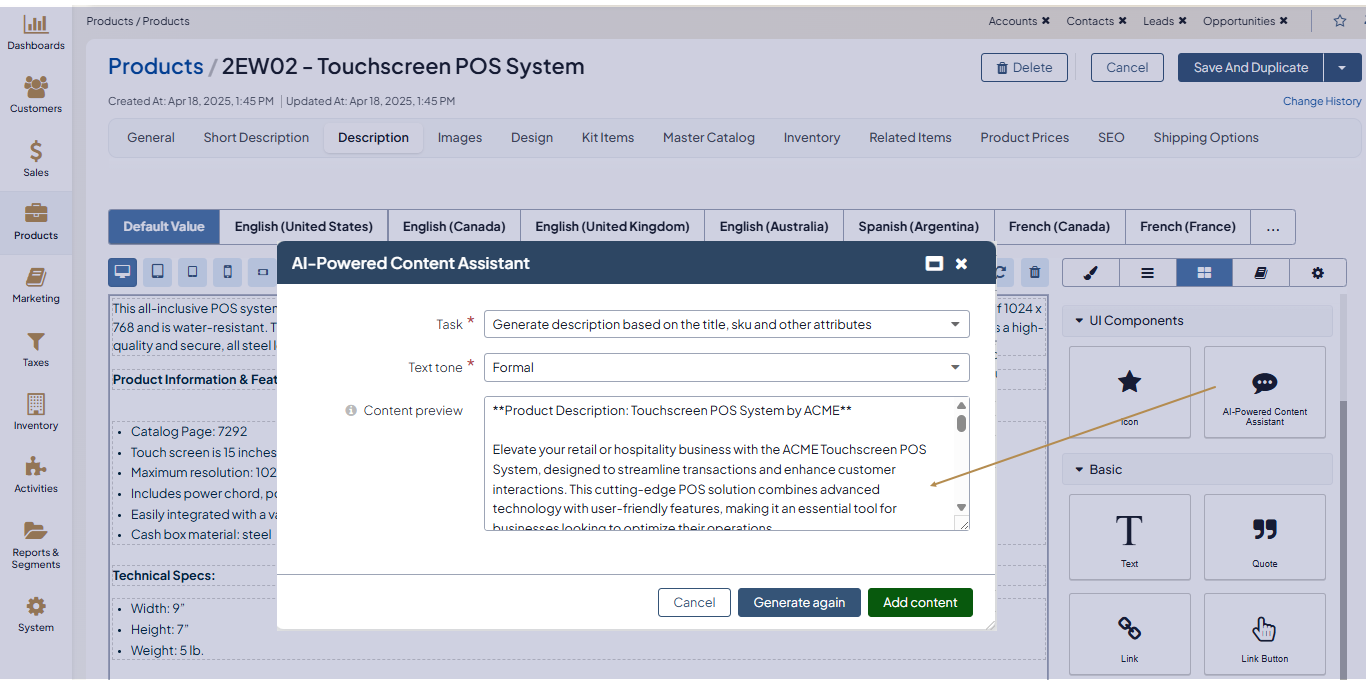 Dashboards
Customers
Sales
Products
Marketing
Taxes
Inventory
Activities
Reports &
Segments
System
Products / Products
Accounts ✖ Contacts ✖ Leads ✖ Opportunities ✖
Products / 2EW02 – Touchscreen POS System
Delete
Cancel
Save And Duplicate
Created At: Apr 18, 2025, 1:45 PM | Updated At: Apr 18, 2025, 1:45 PM
Change History
General Short Description Description Images Design Kit Items Master Catalog Inventory Related Items Product Prices SEO Shipping Options
Default Value English (United States) English (Canada) English (United Kingdom) English (Australia) Spanish (Argentina) French (Canada) French (France) ...
This all-inclusive POS system
f 1024 x
768 and is water-resistant. T
s a high-
quality and secure, all steel
Product Information & Feat
• Catalog Page: 7292
• Touch screen is 15 inches
• Maximum resolution: 102
• Includes power chord, po
• Easily integrated with a va
• Cash box material: steel
Technical Specs:
• Width: 9”
• Height: 7”
• Weight: 5 lb.
AI-Powered Content Assistant
Task *
Generate description based on the title, sku and other attributes
Text tone *
Formal
Content preview
**Product Description: Touchscreen POS System by ACME**
Elevate your retail or hospitality business with the ACME Touchscreen POS
System, designed to streamline transactions and enhance customer
interactions. This cutting-edge POS solution combines advanced
technology with user-friendly features, making it an essential tool for
businesses looking to optimize their operations.
Cancel
Generate again
Add content
UI Components
Icon
AI-Powered Content
Assistant
Basic
Text
Quote
Link
Link Button